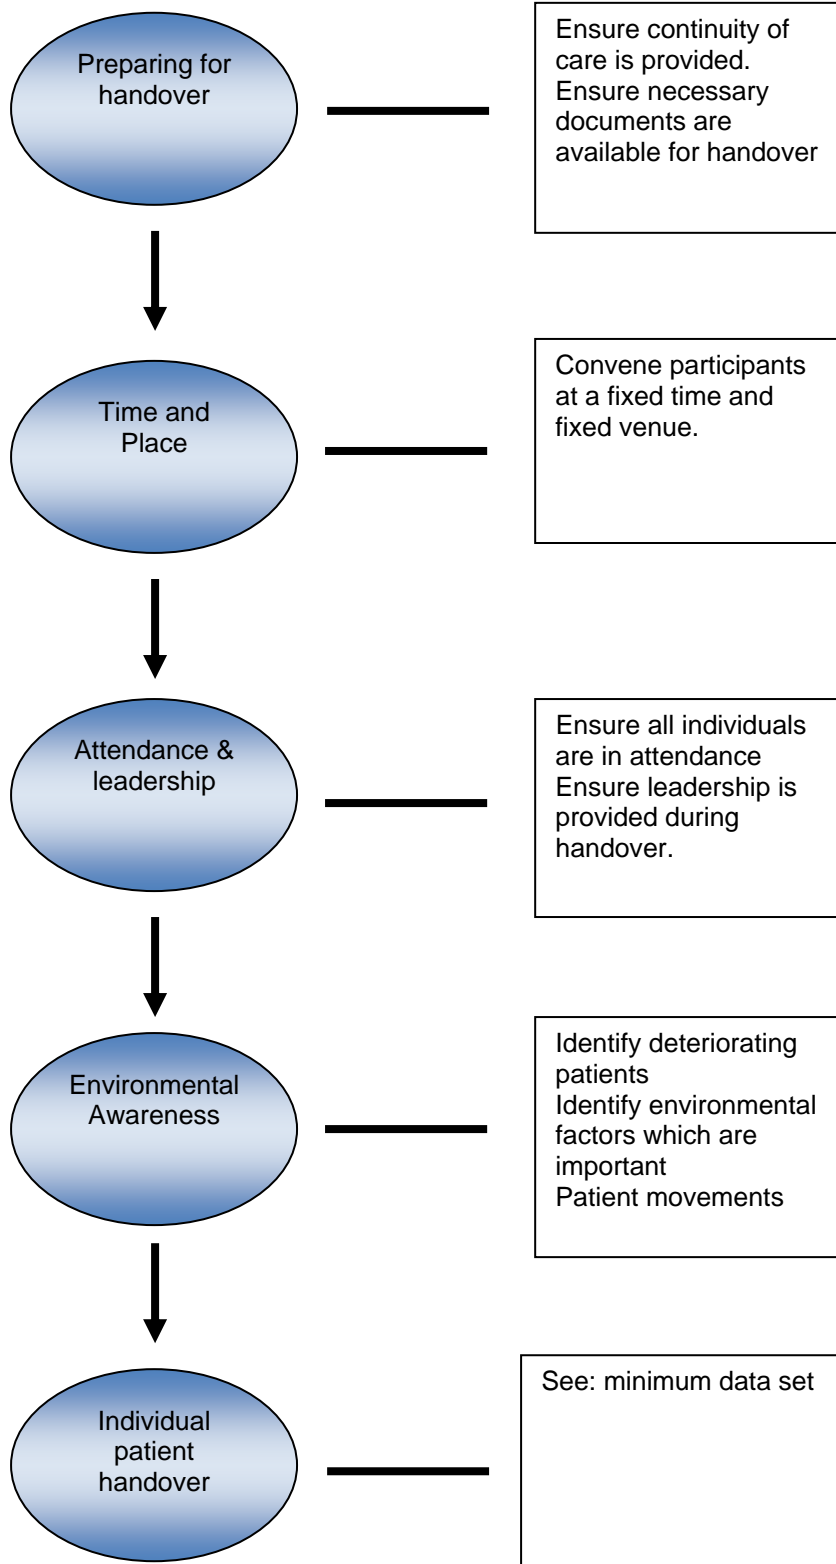 Preparing for
handover
Ensure continuity of
care is provided.
Ensure necessary
documents are
available for handover
Time and
Place
Convene participants
at a fixed time and
fixed venue.
Attendance &
leadership
Ensure all individuals
are in attendance
Ensure leadership is
provided during
handover.
Environmental
Awareness
Identify deteriorating
patients
Identify environmental
factors which are
important
Patient movements
Individual
patient
handover
See: minimum data set